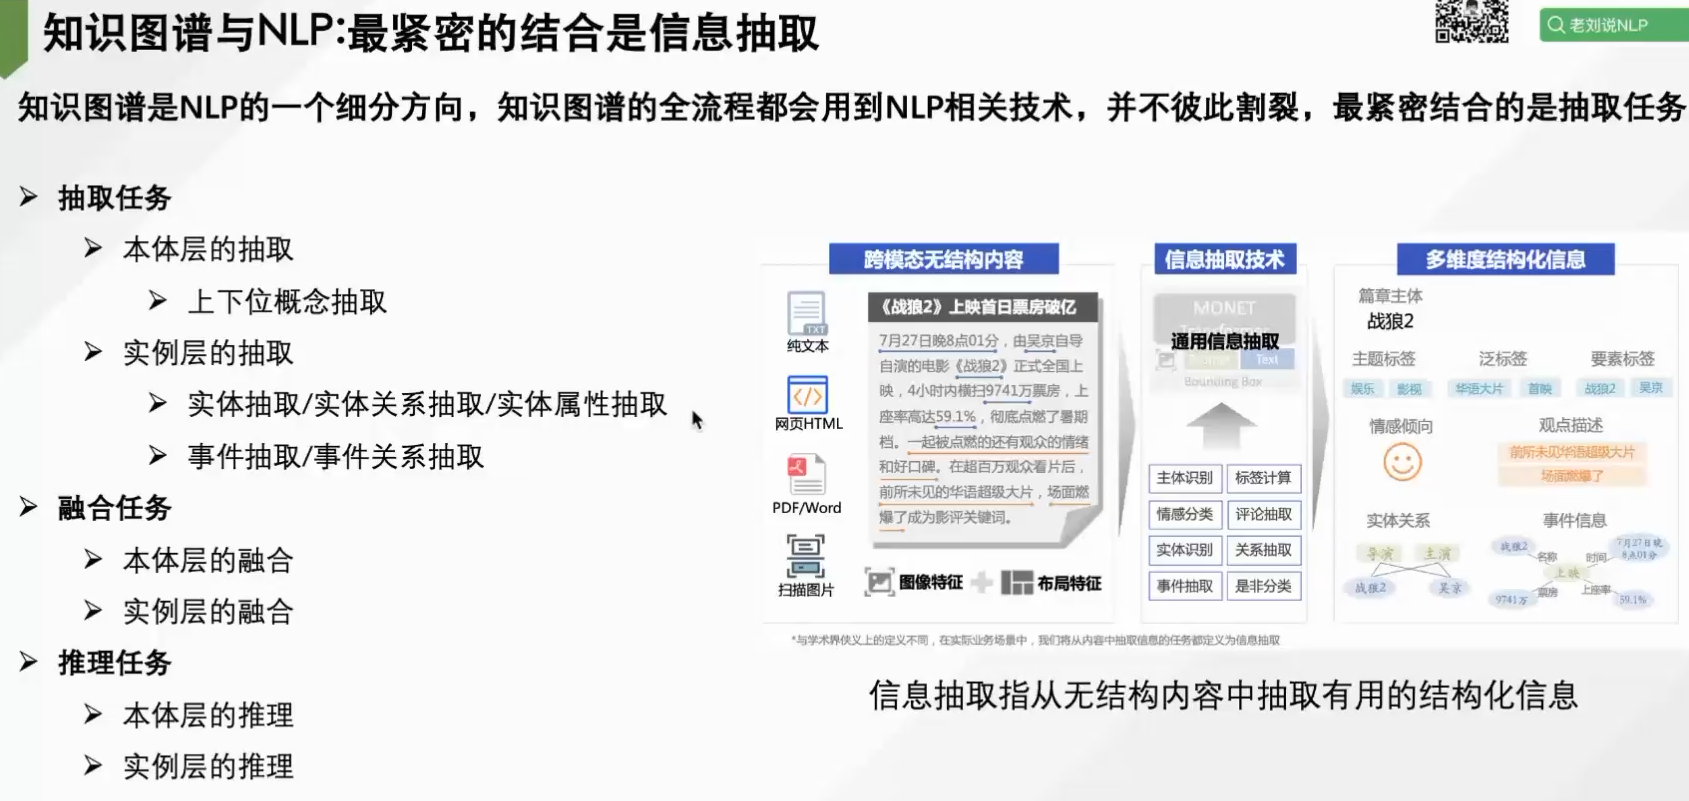 知识图谱与NLP:最紧密的结合是信息抽取
老刘说NLP
知识图谱是NLP的一个细分方向，知识图谱的全流程都会用到NLP相关技术，并不彼此割裂，最紧密结合的是抽取任务
抽取任务
本体层的抽取
上下位概念抽取
实例层的抽取
实体抽取/实体关系抽取/实体属性抽取
事件抽取/事件关系抽取
融合任务
本体层的融合
实例层的融合
推理任务
本体层的推理
实例层的推理
跨模态无结构内容
TXT
纯文本
网页HTML
PDF/Word
扫描图片
《战狼2》上映首日票房破亿
7月27日晚8点01分，由吴京自导
自演的电影《战狼2》正式全国上
映，4小时内横扫9741万票房，上
座率高达59.1%，彻底点燃了暑期
档。一起被点燃的还有观众的情绪
和好口碑。在超百万观众看片后，
前所未见的华语超级大片，场面燃
爆了成为影评关键词。
图像特征
布局特征
信息抽取技术
MONET
通用信息抽取
Text
Bounding Box
主体识别 标签计算
情感分类 评论抽取
实体识别 关系抽取
事件抽取 是非分类
多维度结构化信息
篇章主体
战狼2
主题标签 泛标签 要素标签
娱乐 影视 华语大片 首映 战狼2 吴京
情感倾向 观点描述
前所未见华语超级大片
场面燃爆了
实体关系
导演 主演
战狼2 吴京
事件信息
战狼2 名称 时间 7月27日晚
8点01分
上映
9741万 票房 上座率 59.1%
*与学术界侠义上的定义不同，在实际业务场景中，我们将从内容中抽取信息的任务都定义为信息抽取
信息抽取指从无结构内容中抽取有用的结构化信息